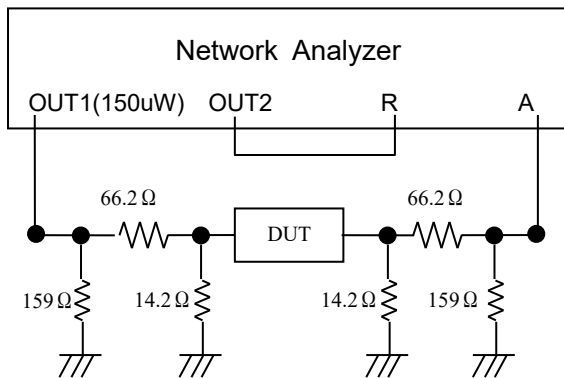 Network Analyzer
OUT1(150uW) OUT2 R A
66.2 Ω 66.2 Ω
DUT
159 Ω 14.2 Ω 14.2 Ω 159 Ω